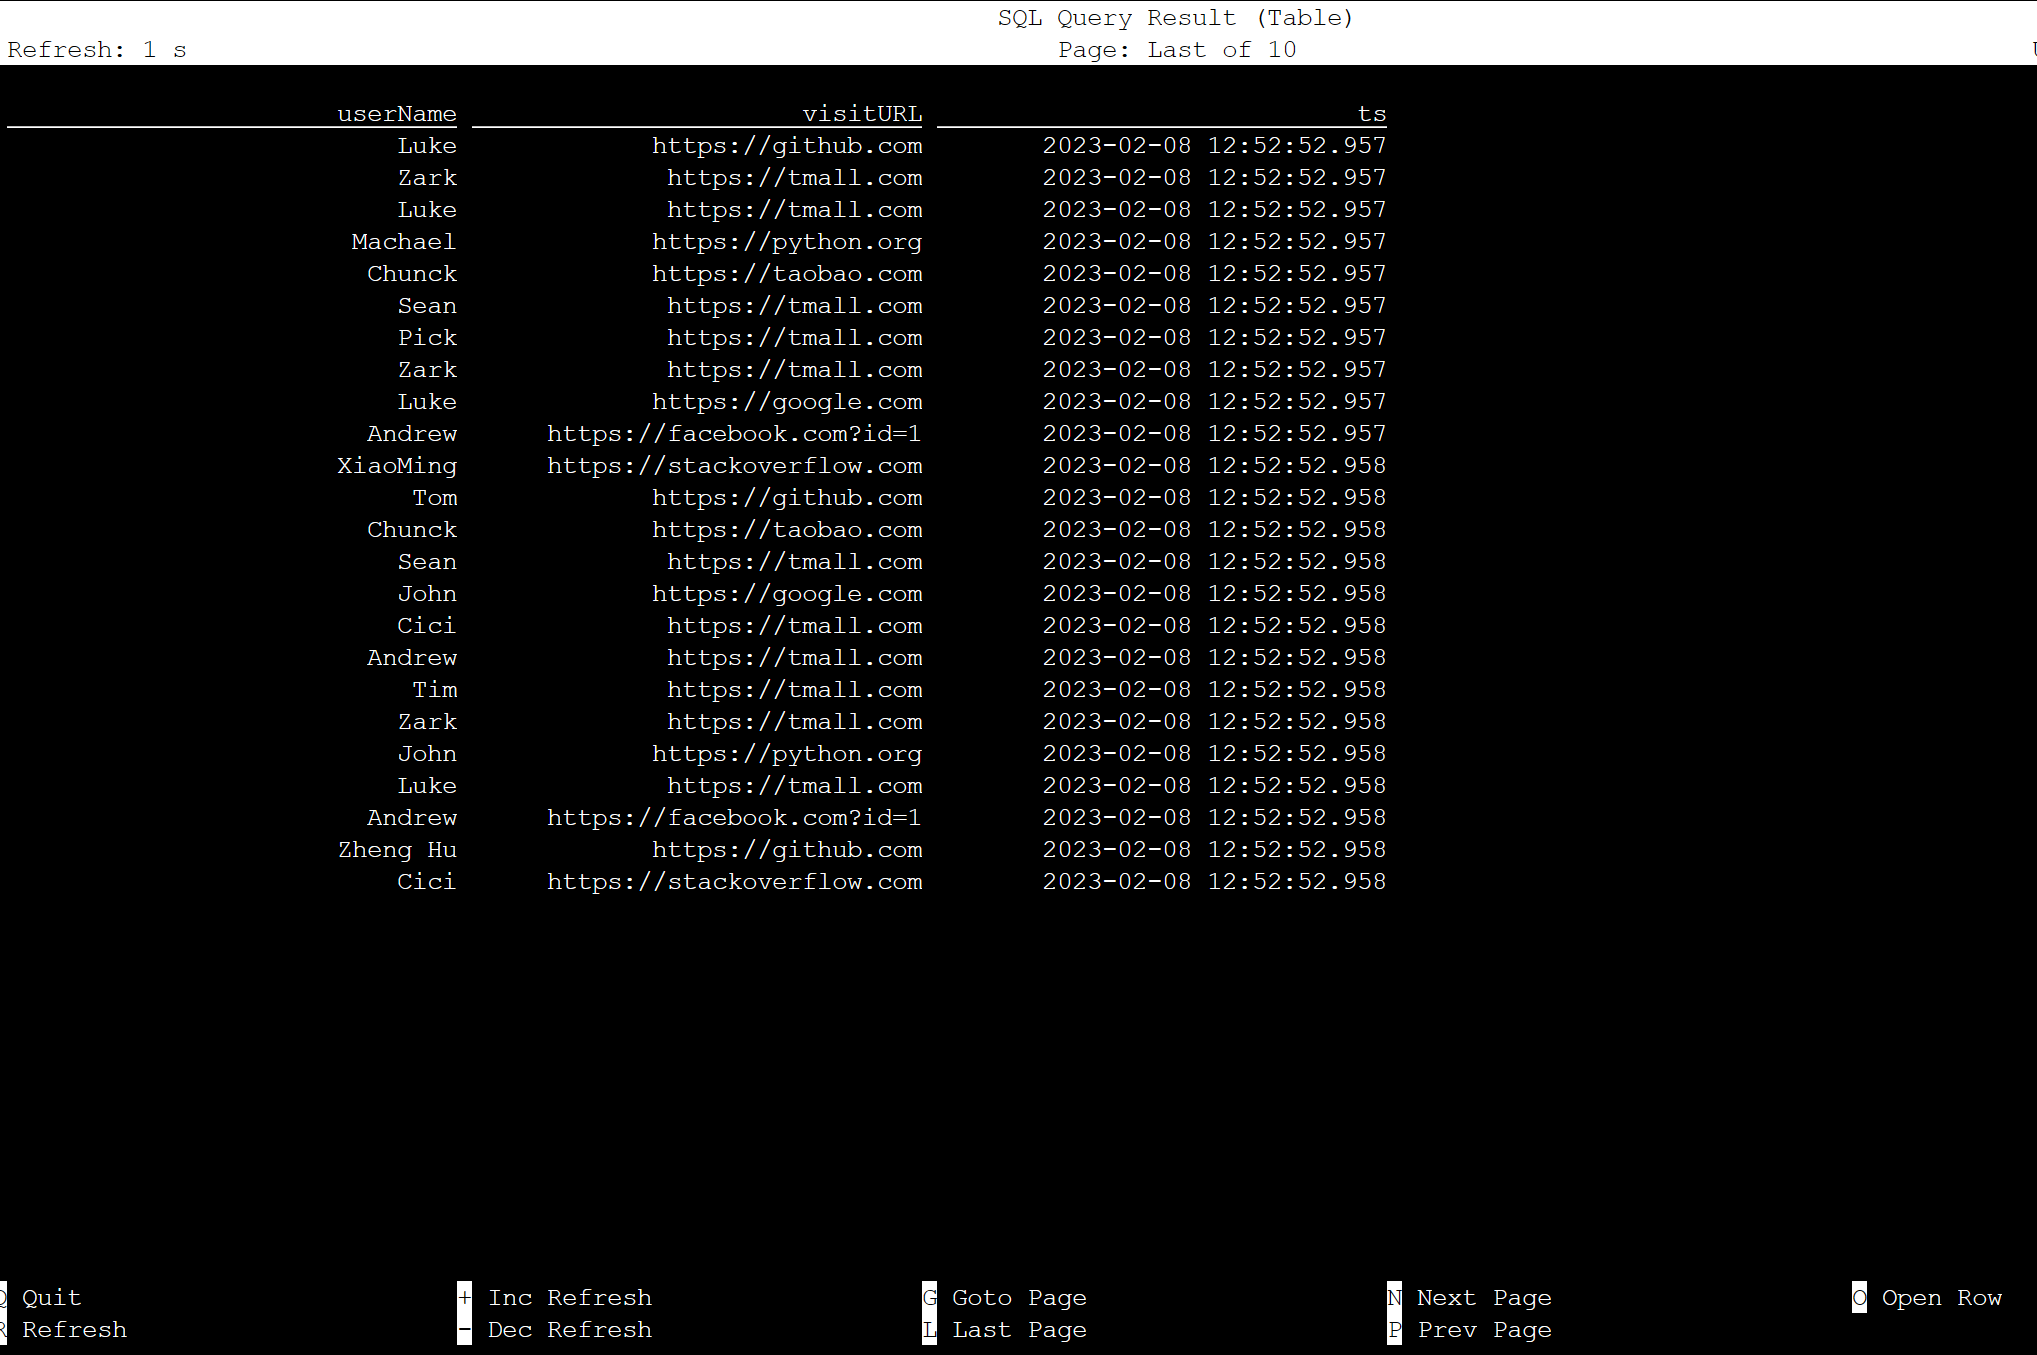 SQL Query Result (Table)
Refresh: 1 s Page: Last of 10
userName visitURL ts
Luke https://github.com 2023-02-08 12:52:52.957
Zark https://tmall.com 2023-02-08 12:52:52.957
Luke https://tmall.com 2023-02-08 12:52:52.957
Machael https://python.org 2023-02-08 12:52:52.957
Chunck https://taobao.com 2023-02-08 12:52:52.957
Sean https://tmall.com 2023-02-08 12:52:52.957
Pick https://tmall.com 2023-02-08 12:52:52.957
Zark https://tmall.com 2023-02-08 12:52:52.957
Luke https://google.com 2023-02-08 12:52:52.957
Andrew https://facebook.com?id=1 2023-02-08 12:52:52.957
XiaoMing https://stackoverflow.com 2023-02-08 12:52:52.958
Tom https://github.com 2023-02-08 12:52:52.958
Chunck https://taobao.com 2023-02-08 12:52:52.958
Sean https://tmall.com 2023-02-08 12:52:52.958
John https://google.com 2023-02-08 12:52:52.958
Cici https://tmall.com 2023-02-08 12:52:52.958
Andrew https://tmall.com 2023-02-08 12:52:52.958
Tim https://tmall.com 2023-02-08 12:52:52.958
Zark https://tmall.com 2023-02-08 12:52:52.958
John https://python.org 2023-02-08 12:52:52.958
Luke https://tmall.com 2023-02-08 12:52:52.958
Andrew https://facebook.com?id=1 2023-02-08 12:52:52.958
Zheng Hu https://github.com 2023-02-08 12:52:52.958
Cici https://stackoverflow.com 2023-02-08 12:52:52.958
Q Quit + Inc Refresh G Goto Page N Next Page O Open Row
R Refresh - Dec Refresh L Last Page P Prev Page